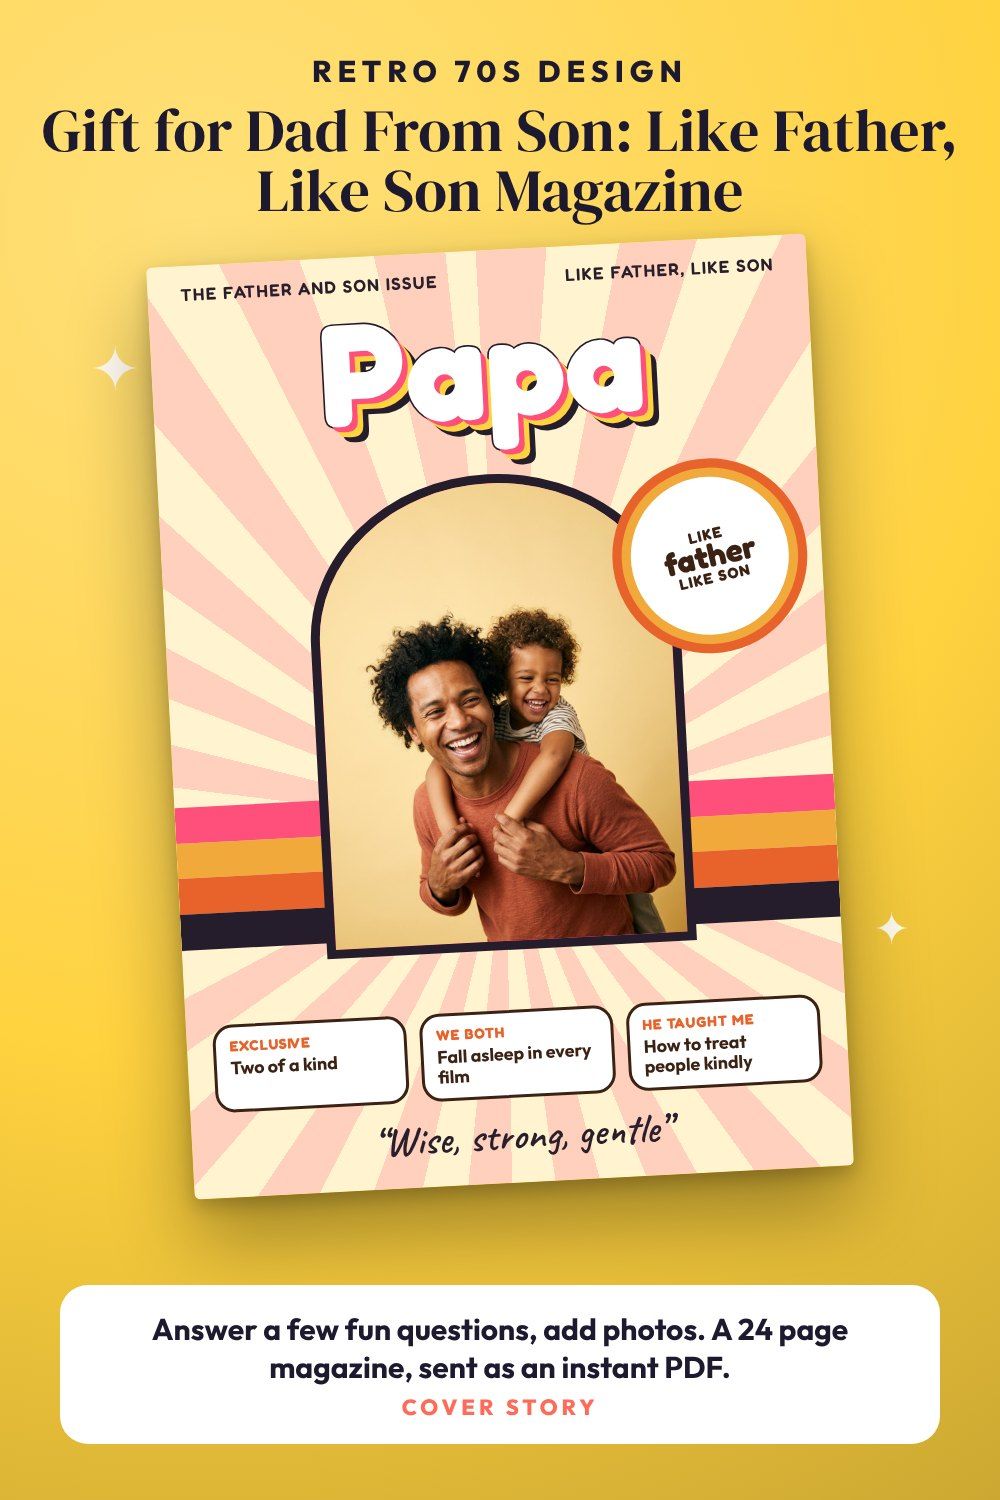 RETRO 70S DESIGN
Gift for Dad From Son: Like Father,
Like Son Magazine
THE FATHER AND SON ISSUE
LIKE FATHER, LIKE SON
Papa
LIKE
father
LIKE SON
EXCLUSIVE
Two of a kind
WE BOTH
Fall asleep in every
film
HE TAUGHT ME
How to treat
people kindly
“Wise, strong, gentle”
Answer a few fun questions, add photos. A 24 page
magazine, sent as an instant PDF.
COVER STORY